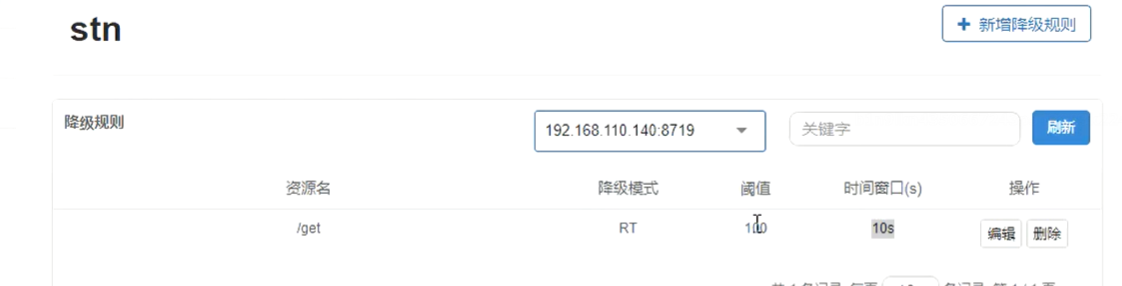 stn
+ 新增降级规则
降级规则 192.168.110.140:8719 关键字 刷新
资源名 降级模式 阈值 时间窗口(s) 操作
/get RT 100 10s 编辑 删除